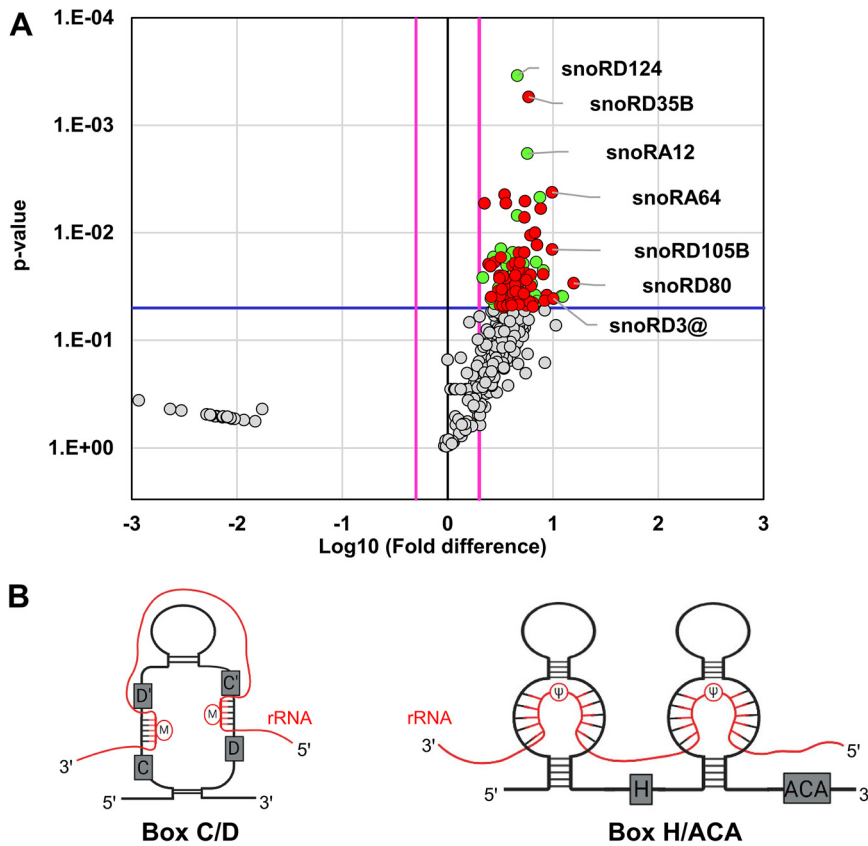 A
1.E-04
1.E-03
1.E-02
1.E-01
1.E+00
p-value
snoRD124
snoRD35B
snoRA12
snoRA64
snoRD105B
snoRD80
snoRD3@
-3 -2 -1 0 1 2 3
Log10 (Fold difference)
B
D' C'
M M
rRNA
C D
3' 5'
5' 3'
Box C/D
Ψ Ψ
rRNA
3' 5'
5' H ACA 3'
Box H/ACA